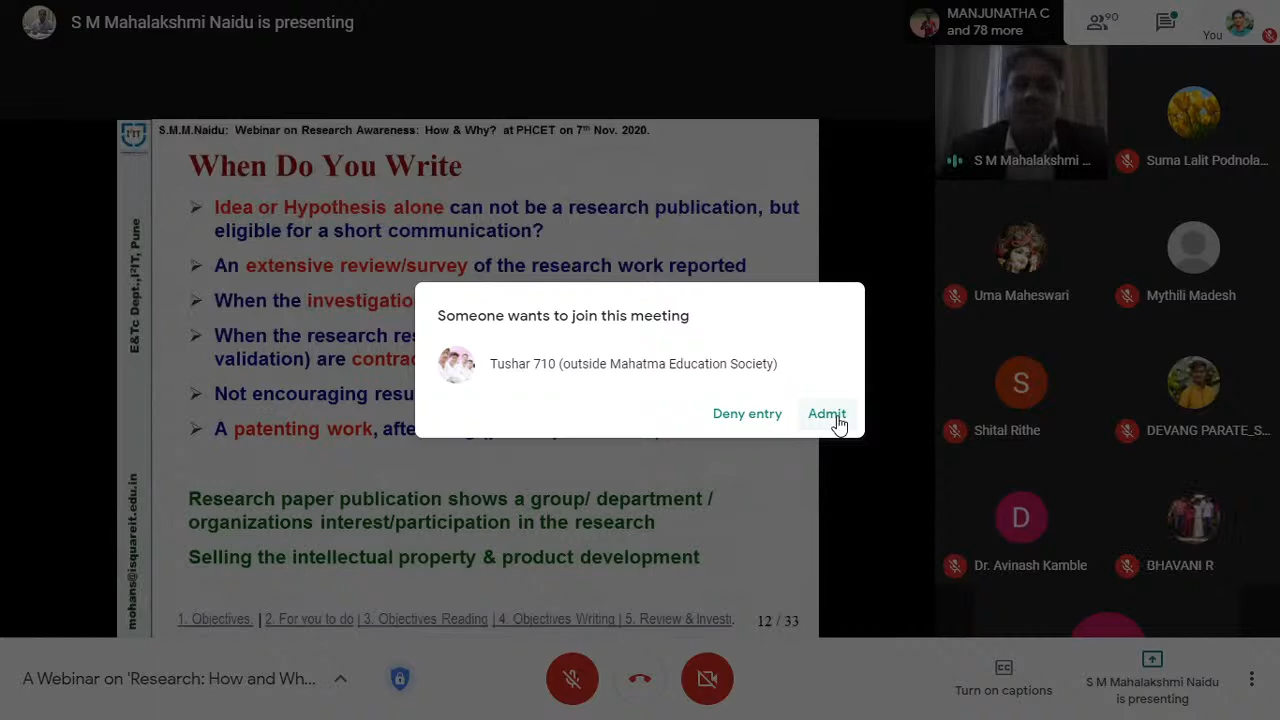 S M Mahalakshmi Naidu is presenting
MANJUNATHA C
and 78 more
90
You
S.M.M.Naidu: Webinar on Research Awareness: How & Why? at PHCET on 7th Nov. 2020.
When Do You Write
Idea or Hypothesis alone can not be a research publication, but
eligible for a short communication?
An extensive review/survey of the research work reported
When the
When the research
validation) are
Not encouraging
A patenting work,
Research paper publication shows a group/ department /
organizations interest/participation in the research
Selling the intellectual property & product development
1. Objectives. | 2. For you to do | 3. Objectives Reading | 4. Objectives Writing | 5. Review &
12 / 33
E&Tc Dept.,I²IT, Pune
mohans@isquareit.edu.in
Someone wants to join this meeting
Tushar 710 (outside Mahatma Education Society)
Deny entry
Admit
S M Mahalakshmi ...
Suma Lalit Podnola...
Uma Maheswari
Mythili Madesh
S
Shital Rithe
DEVANG PARATE_S...
D
Dr. Avinash Kamble
BHAVANI R
A Webinar on 'Research: How and Wh...
CC
Turn on captions
S M Mahalakshmi Naidu
is presenting